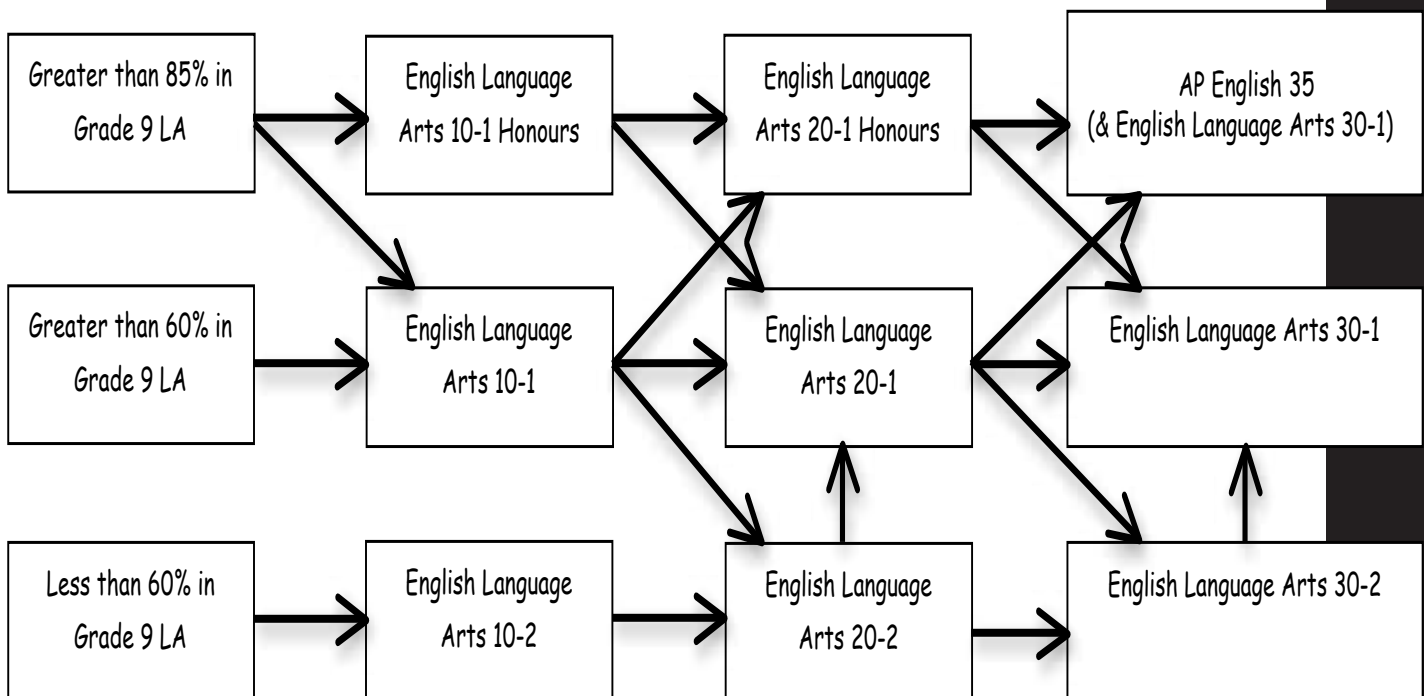 Greater than 85% in
Grade 9 LA
English Language
Arts 10-1 Honours
English Language
Arts 20-1 Honours
AP English 35
(& English Language Arts 30-1)
Greater than 60% in
Grade 9 LA
English Language
Arts 10-1
English Language
Arts 20-1
English Language Arts 30-1
Less than 60% in
Grade 9 LA
English Language
Arts 10-2
English Language
Arts 20-2
English Language Arts 30-2